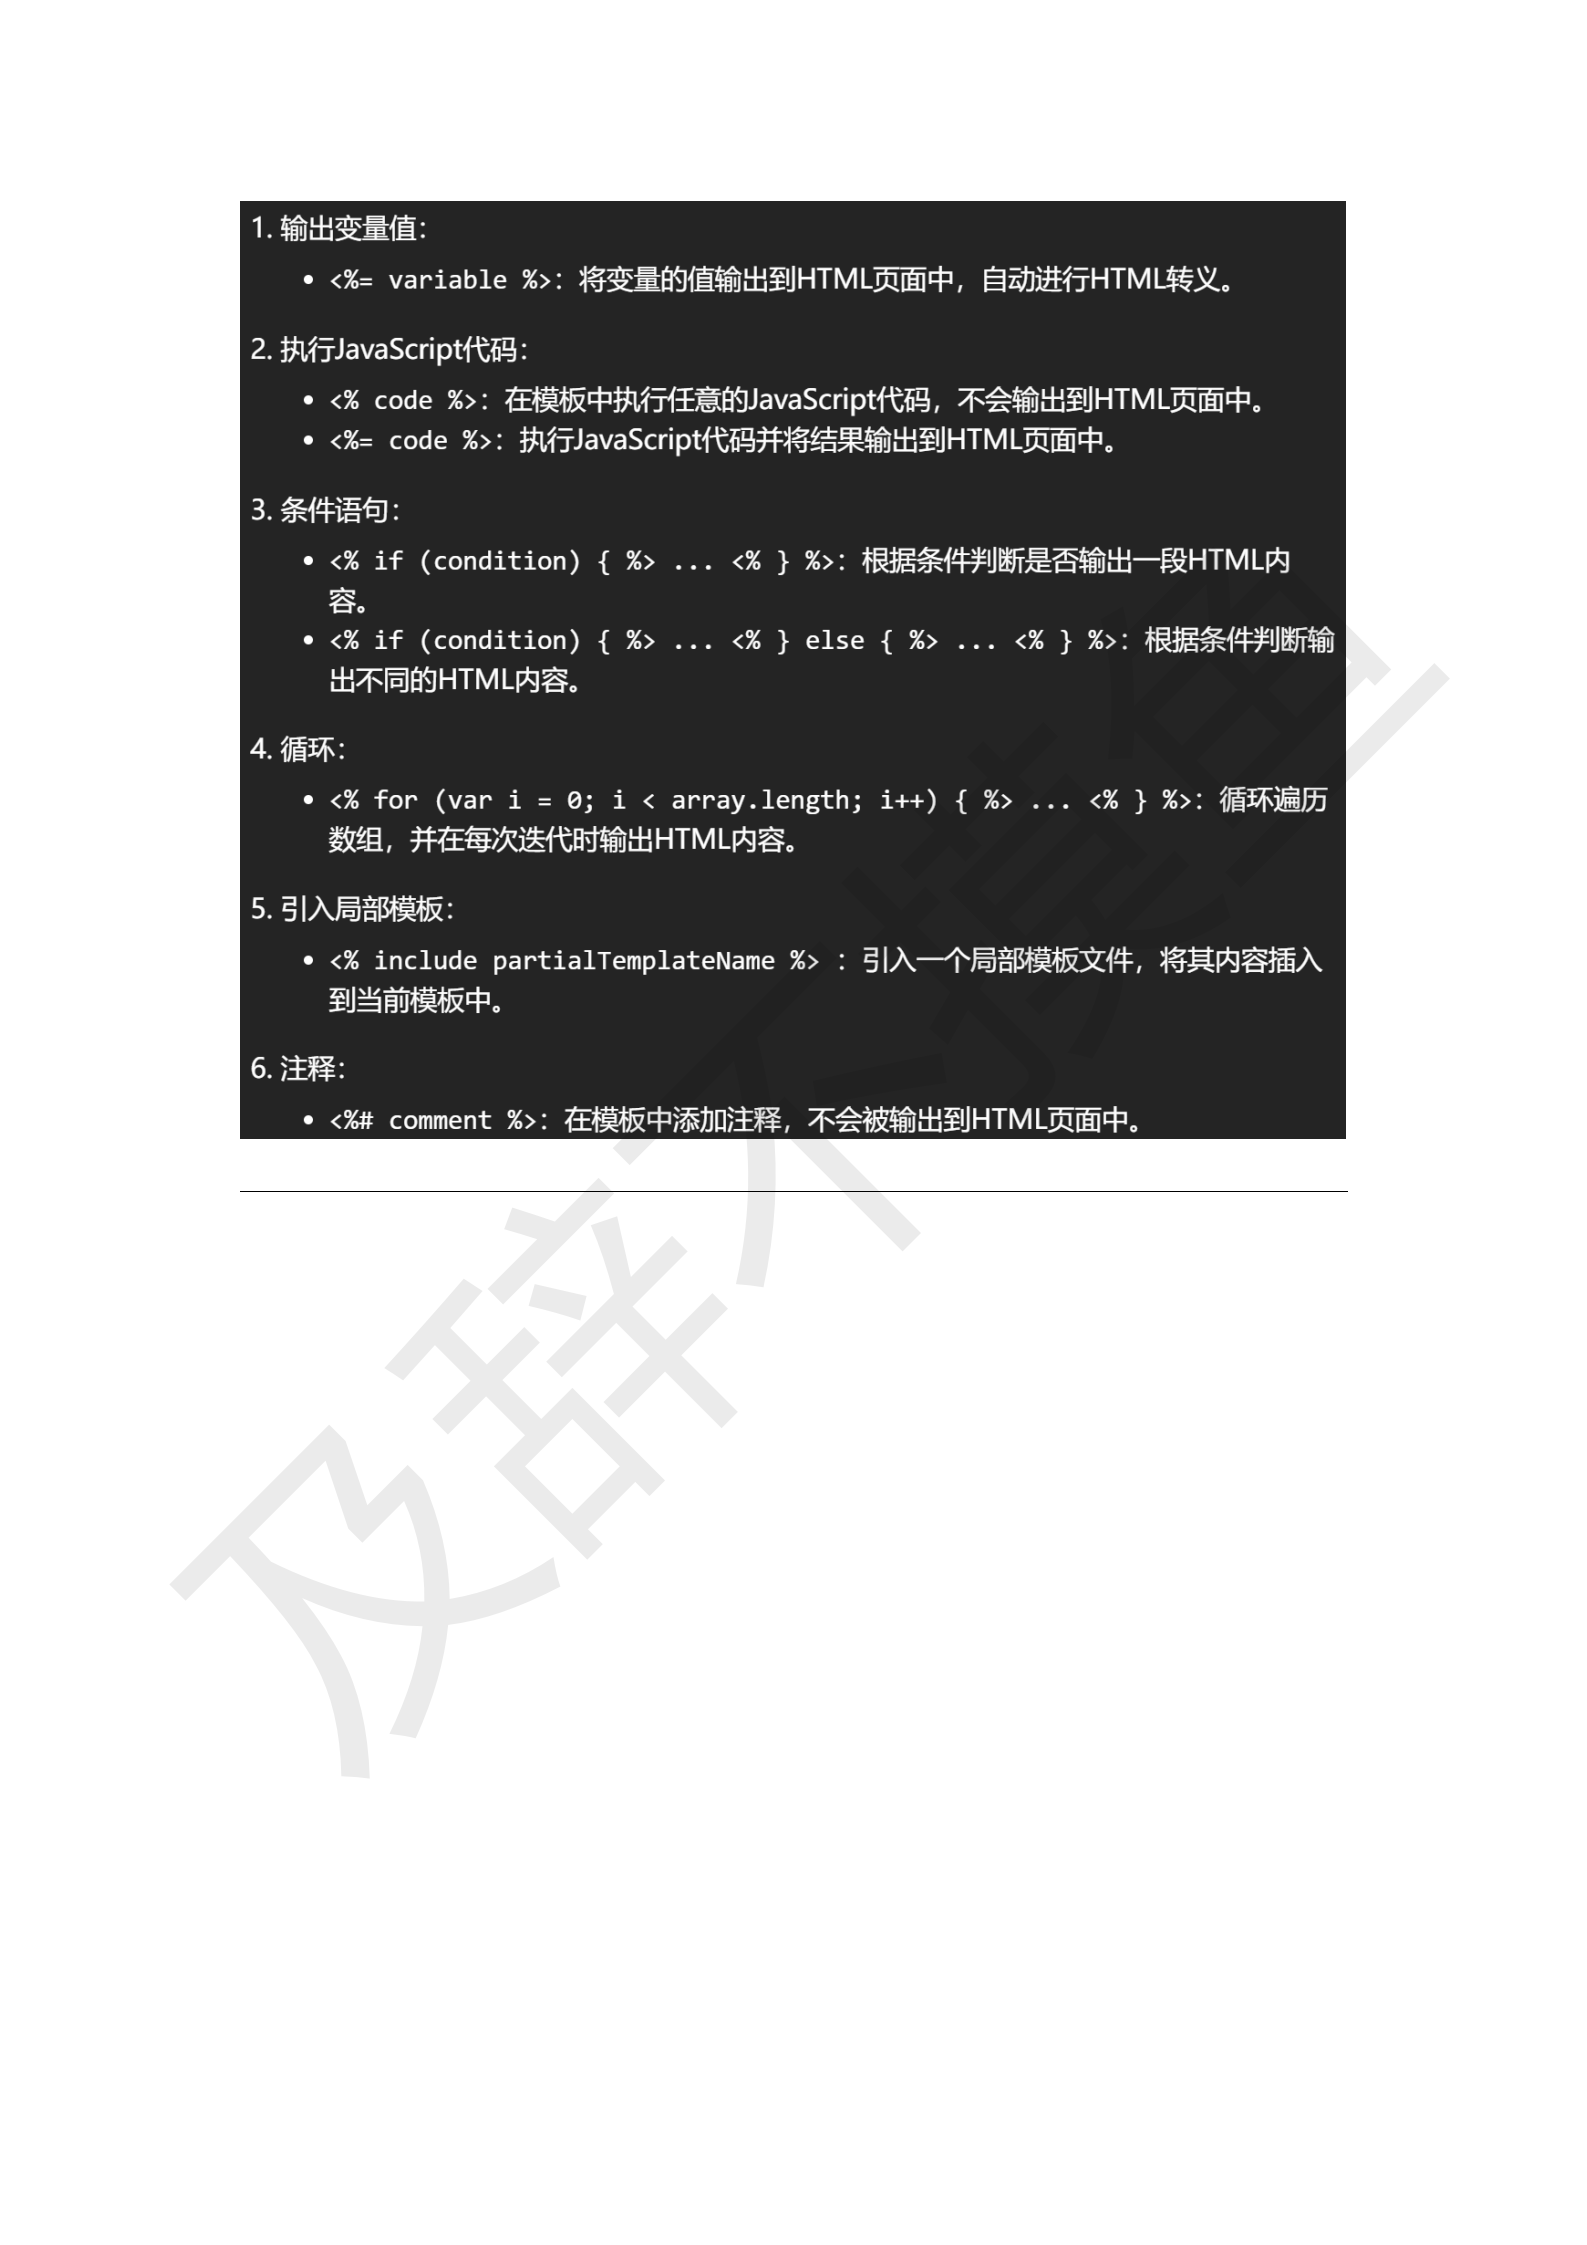 1. 输出变量值：
• <%= variable %>：将变量的值输出到HTML页面中，自动进行HTML转义。
2. 执行JavaScript代码：
• <% code %>：在模板中执行任意的JavaScript代码，不会输出到HTML页面中。
• <%= code %>：执行JavaScript代码并将结果输出到HTML页面中。
3. 条件语句：
• <% if (condition) { %> ... <% } %>：根据条件判断是否输出一段HTML内
容。
• <% if (condition) { %> ... <% } else { %> ... <% } %>：根据条件判断输
出不同的HTML内容。
4. 循环：
• <% for (var i = 0; i < array.length; i++) { %> ... <% } %>：循环遍历
数组，并在每次迭代时输出HTML内容。
5. 引入局部模板：
• <% include partialTemplateName %> ：引入一个局部模板文件，将其内容插入
到当前模板中。
6. 注释：
• <%# comment %>：在模板中添加注释，不会被输出到HTML页面中。
及辞不摸鱼